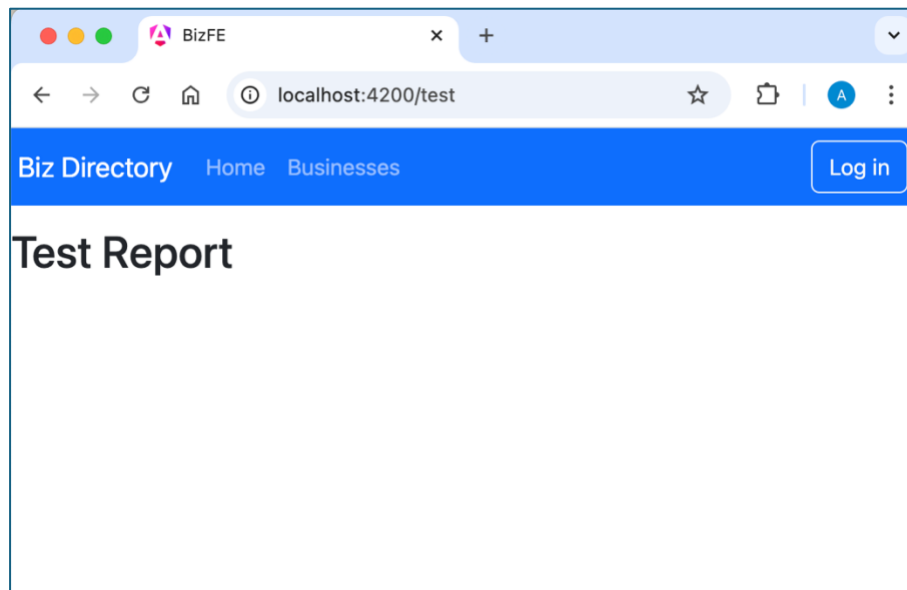 BizFE
localhost:4200/test
A
Biz Directory Home Businesses Log in
Test Report